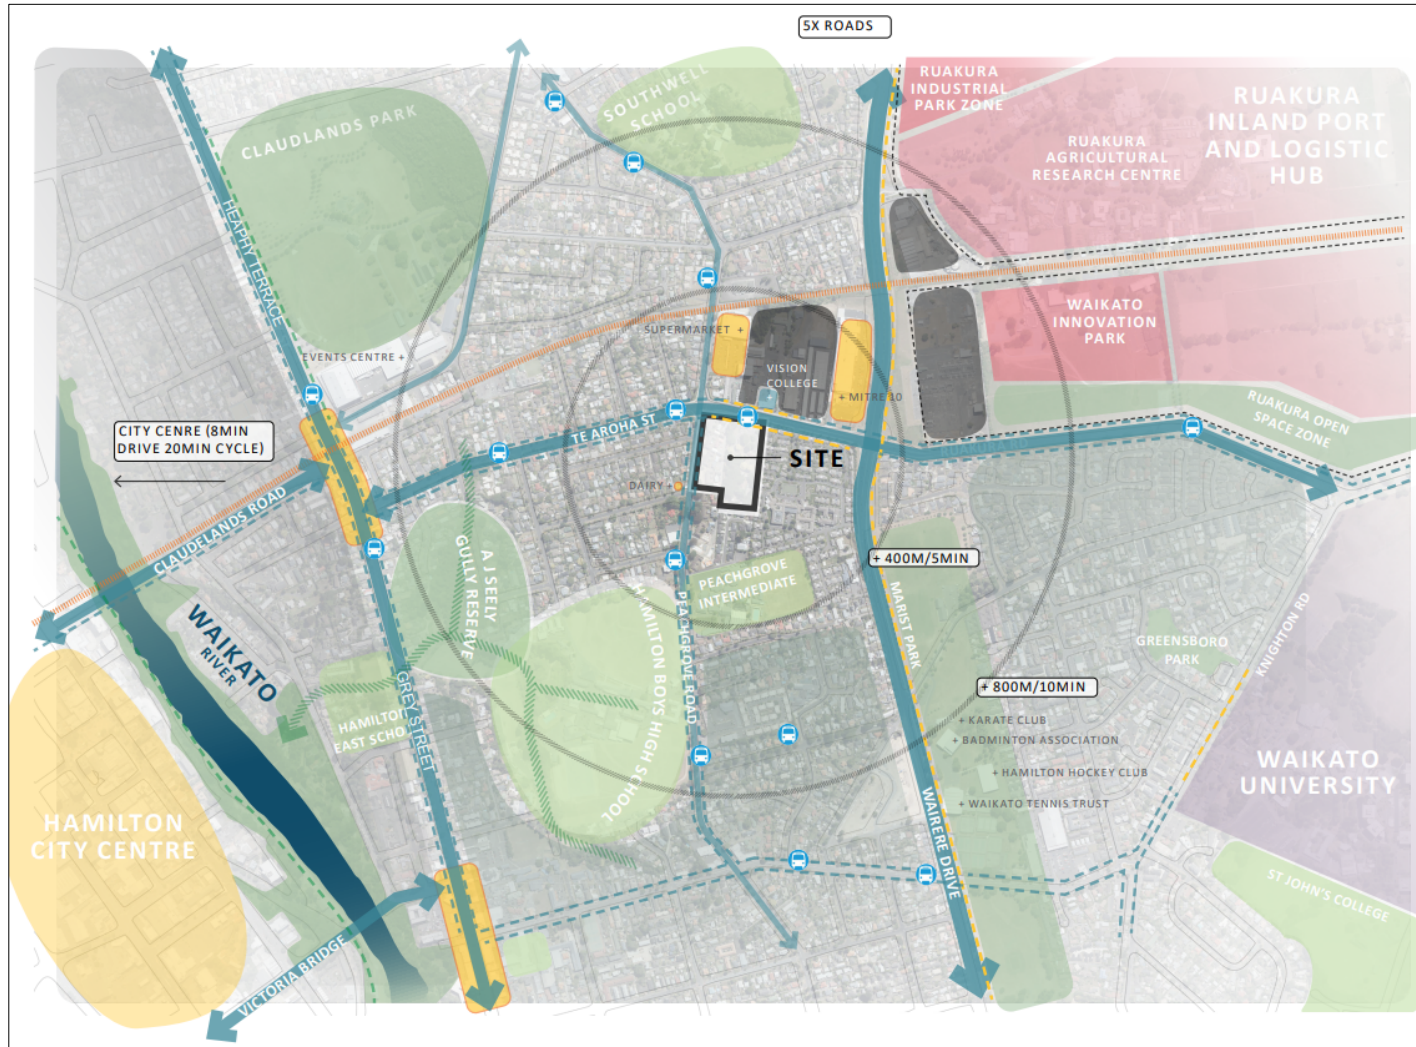 5X ROADS
RUAKURA
INDUSTRIAL
PARK ZONE
RUAKURA
INLAND PORT
AND LOGISTIC
HUB
SOUTHWELL
SCHOOL
CLAUDLANDS PARK
RUAKURA
AGRICULTURAL
RESEARCH CENTRE
HEAPHY TERRACE
WAIKATO
INNOVATION
PARK
SUPERMARKET +
EVENTS CENTRE +
VISION
COLLEGE
+
+ MITRE 10
RUAKURA OPEN
SPACE ZONE
CITY CENRE (8MIN
DRIVE 20MIN CYCLE)
TE AROHA ST
RUAKURA RD
SITE
DAIRY +
CLAUDELANDS ROAD
A J SEELY
GULLY RESERVE
+ 400M/5MIN
PEACHGROVE
INTERMEDIATE
HAMILTON BOYS HIGH SCHOOL
PEACHGROVE ROAD
MARIST PARK
WAIKATO
RIVER
GREENSBORO
PARK
KNIGHTON RD
GREY STREET
+ 800M/10MIN
HAMILTON
EAST SCHO
+ KARATE CLUB
+ BADMINTON ASSOCIATION
+ HAMILTON HOCKEY CLUB
+ WAIKATO TENNIS TRUST
WAIKATO
UNIVERSITY
WAIRERE DRIVE
HAMILTON
CITY CENTRE
ST JOHN'S COLLEGE
VICTORIA BRIDGE